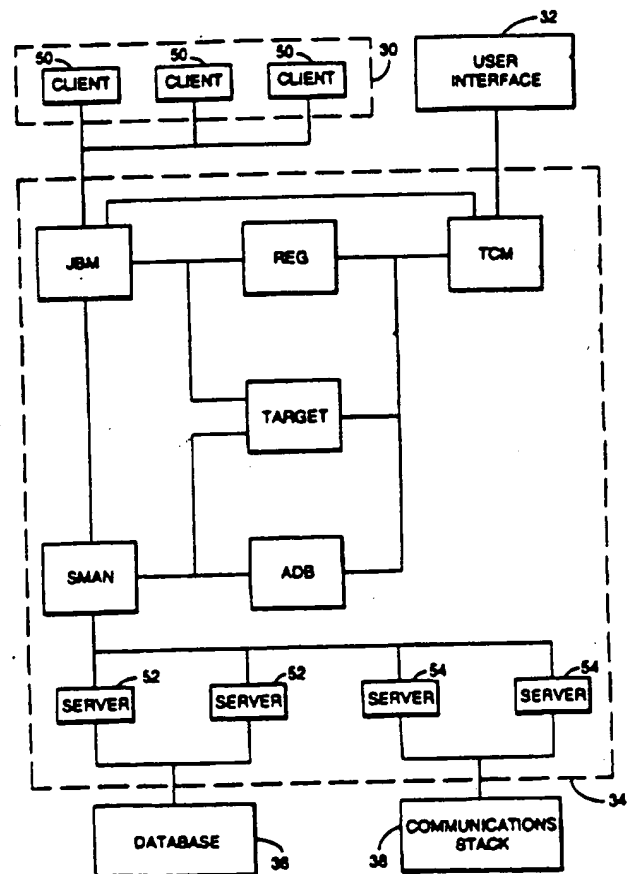 50
50
50
CLIENT
CLIENT
CLIENT
30
32
USER
INTERFACE
JBM
REG
TCM
TARGET
SMAN
ADB
52
52
54
54
SERVER
SERVER
SERVER
SERVER
34
DATABASE
36
38
COMMUNICATIONS
STACK